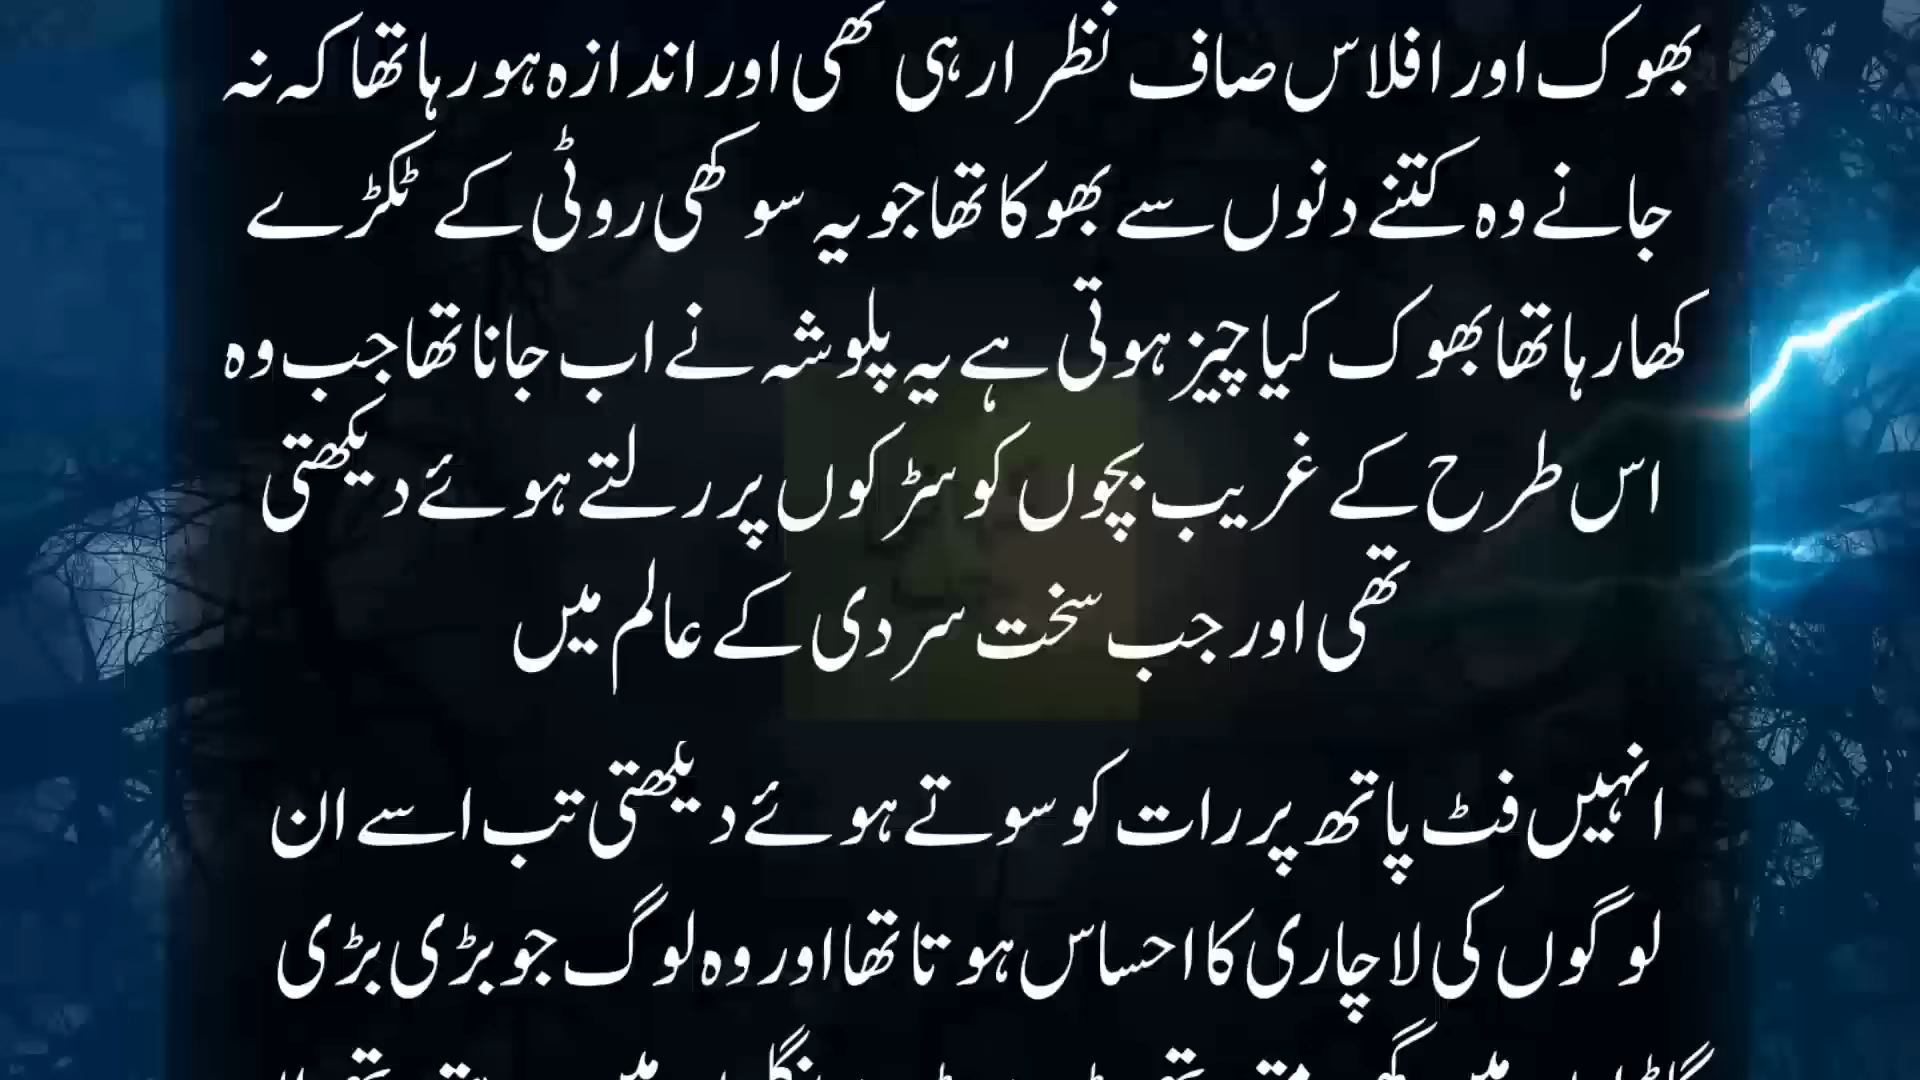 بھوک اور افلاس صاف نظر ارہی تھی اور اندازہ ہورہا تھا کہ نہ
جانے وہ کتنے دنوں سے بھوکا تھا جو یہ سوکھی روٹی کے ٹکڑے
کھا رہا تھا بھوک کیا چیز ہوتی ہے یہ پلوشہ نے اب جانا تھا جب وہ
اس طرح کے غریب بچوں کو سڑکوں پر رلتے ہوئے دیکھتی
تھی اور جب سخت سردی کے عالم میں
انہیں فٹ پاتھ پر رات کو سوتے ہوئے دیکھتی تب اسے ان
لوگوں کی لاچاری کا احساس ہوتا تھا اور وہ لوگ جو بڑی بڑی